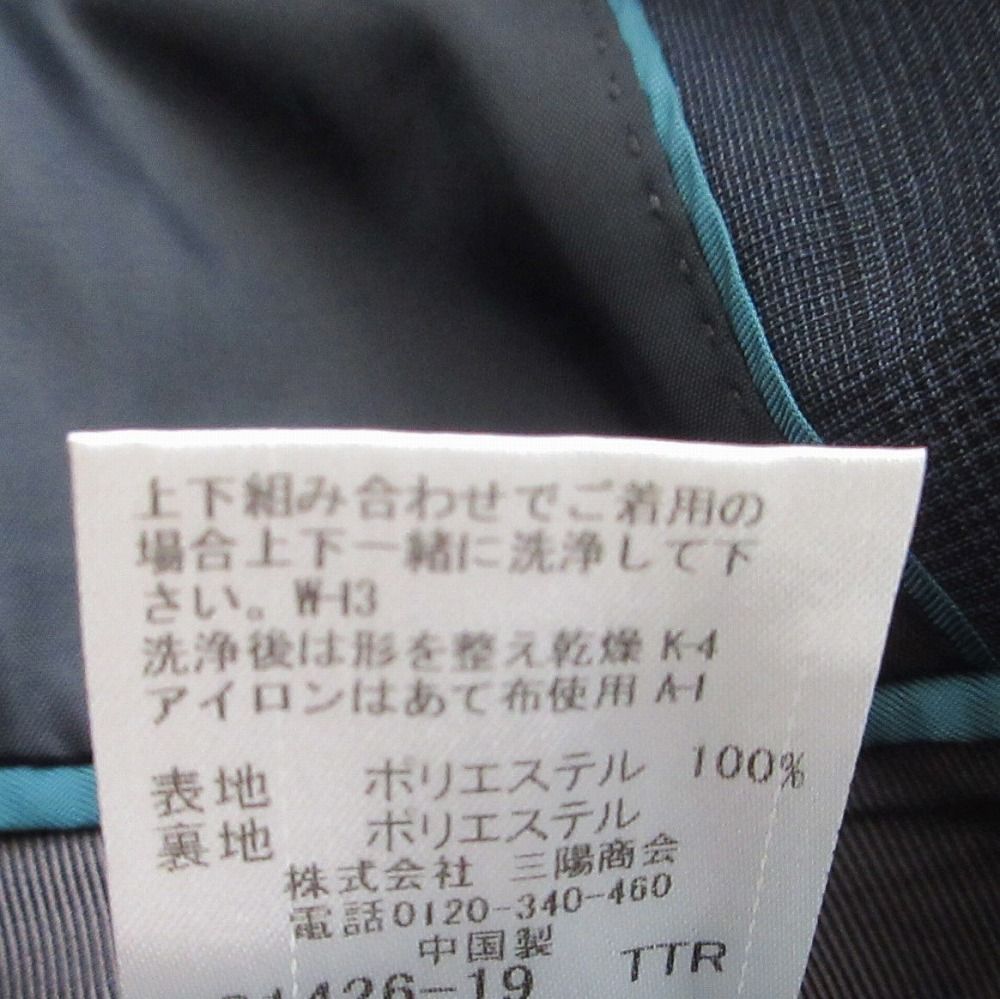 上下組み合わせでご着用の
場合上下一緒に洗浄して下
さい。W-13
洗浄後は形を整え乾燥 K-4
アイロンはあて布使用 A-1
表地 ポリエステル 100%
裏地 ポリエステル
株式会社 三陽商会
電話0120-340-460
中国製
TTR